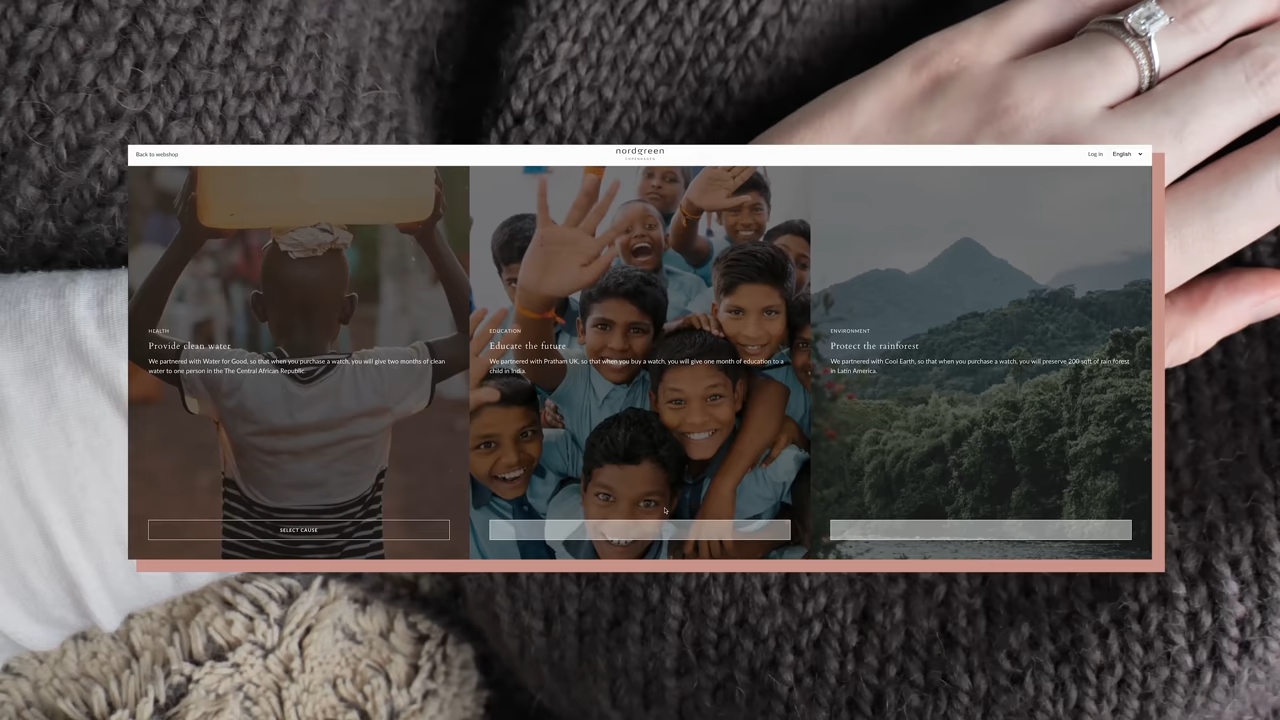 Back to webshop
nordgreen
COPENHAGEN
Log in
English
HEALTH
Provide clean water
We partnered with Water for Good, so that when you purchase a watch, you will give two months of clean
water to one person in the The Central African Republic.
SELECT CAUSE
EDUCATION
Educate the future
We partnered with Pratham UK, so that when you buy a watch, you will give one month of education to a
child in India.
ENVIRONMENT
Protect the rainforest
We partnered with Cool Earth, so that when you purchase a watch, you will preserve 200 sqft of rain forest
in Latin America.